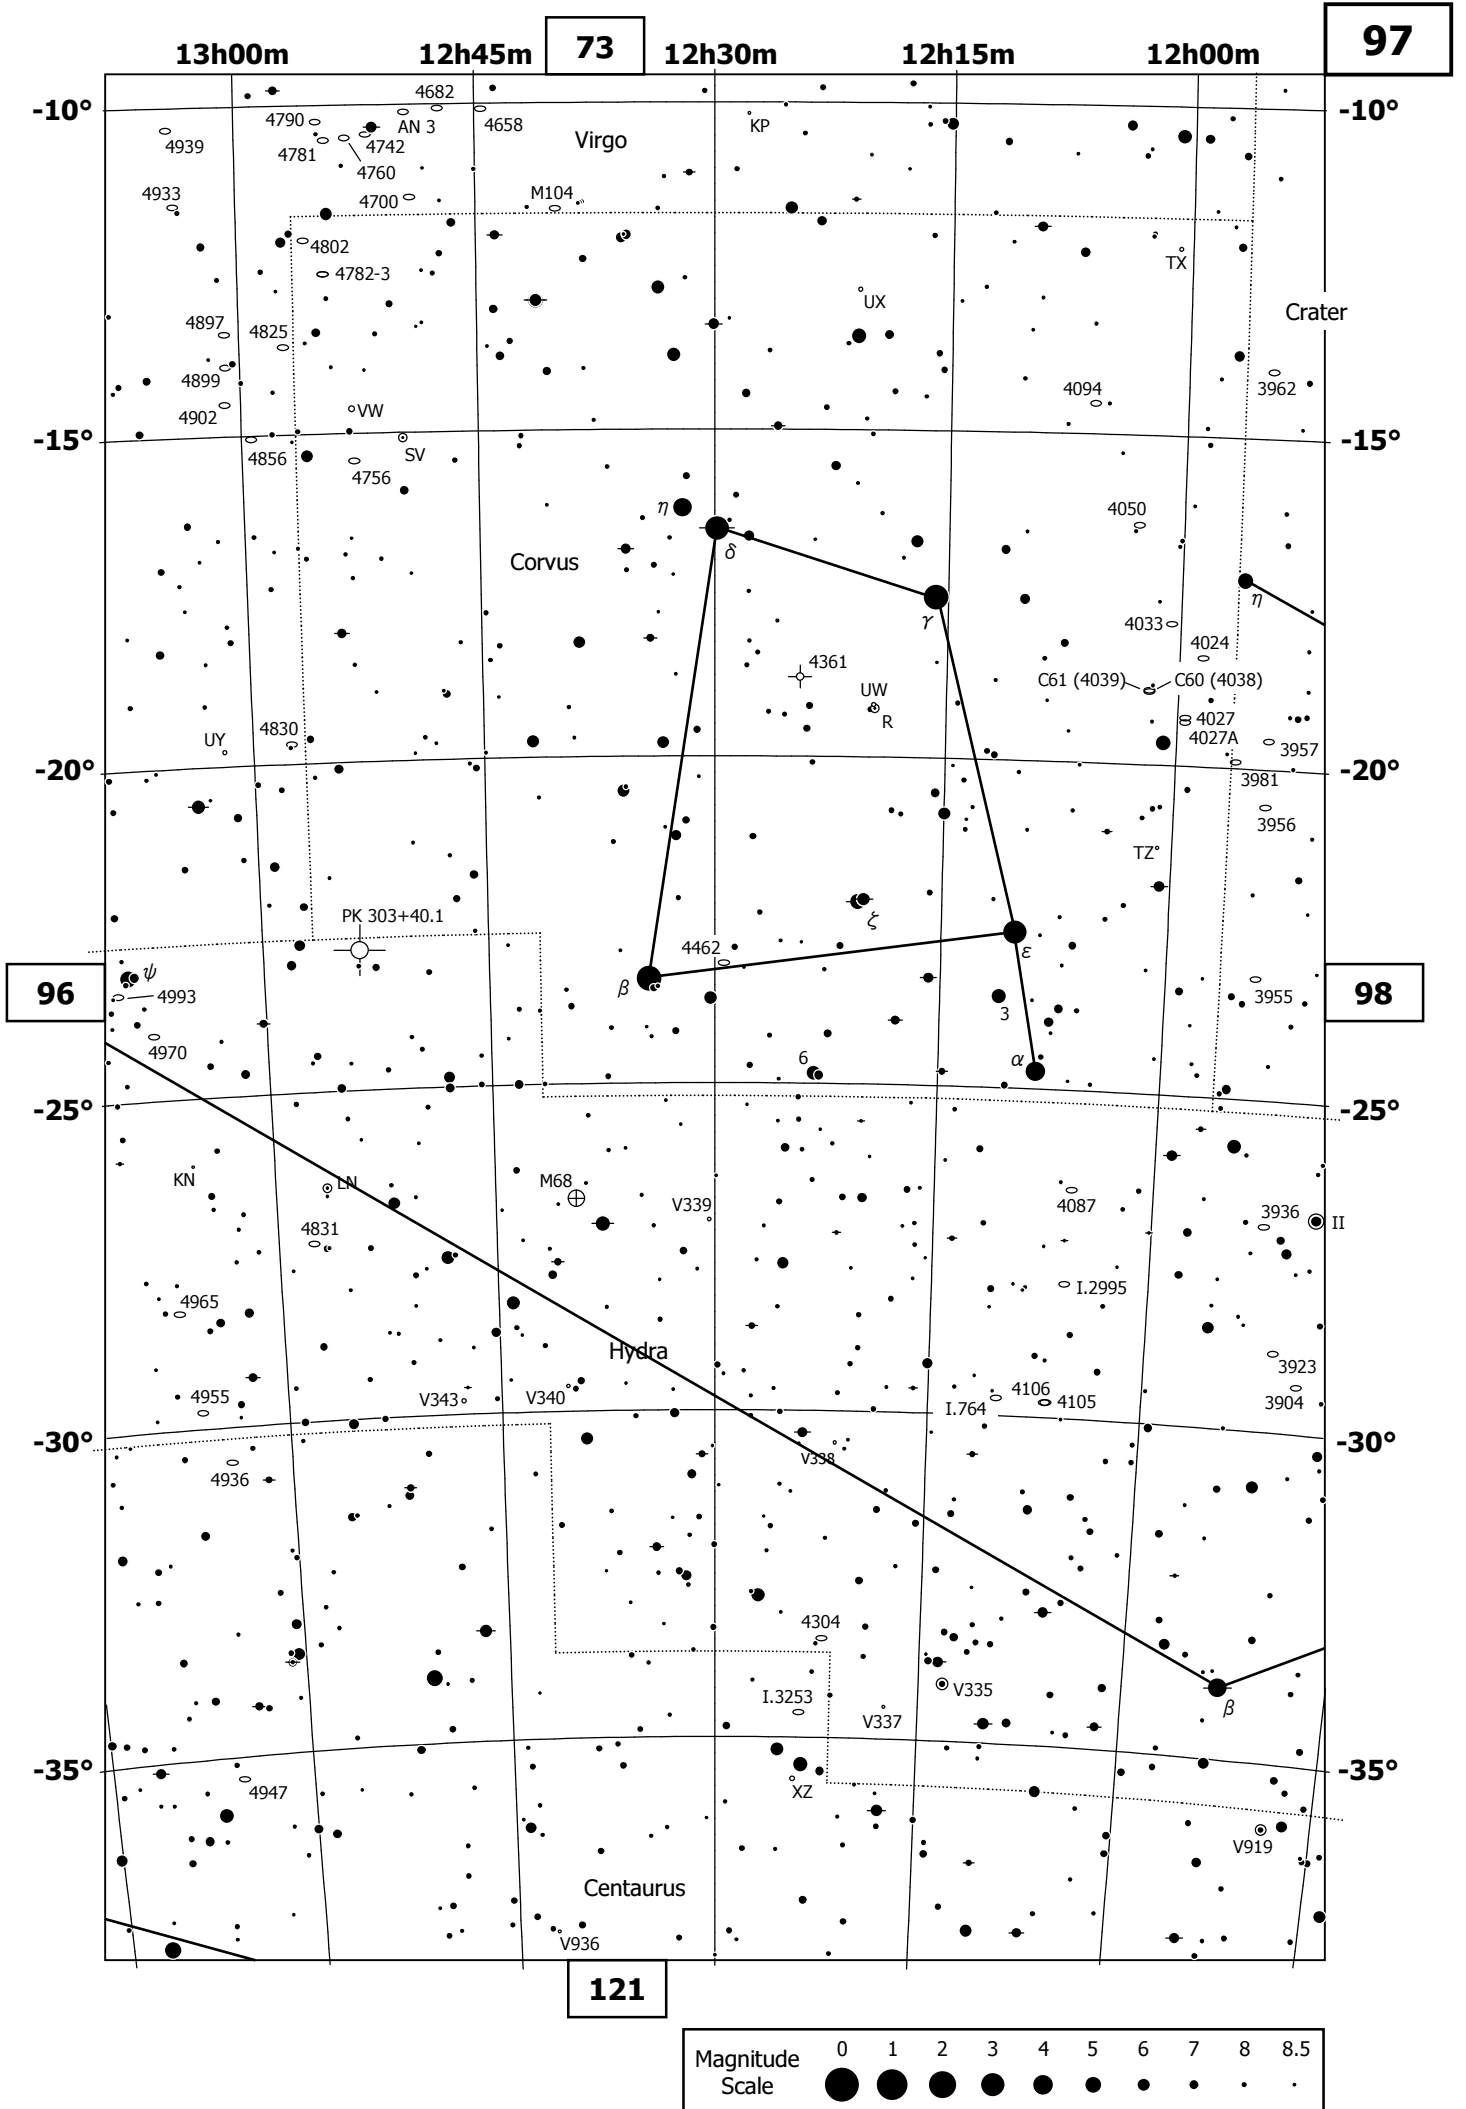 73
97
13h00m 12h45m 12h30m 12h15m 12h00m
-10° -10°
4682
4790
AN 3
4658
KP
4939
4742
Virgo
4781
4760
4933
4700
M104
4802
TX
4782-3
UX
Crater
4897
4825
4899
4094
3962
4902
VW
-15° -15°
4856
SV
4756
η
4050
δ
Corvus
η
γ
4033
4024
4361
C61 (4039)
C60 (4038)
UW
R
4027
4830
UY
4027A
3957
-20° -20°
3981
3956
TZ
PK 303+40.1
ζ
4462
ε
96
ψ
β
98
4993
3955
3
4970
6
α
-25° -25°
KN
LN
M68
V339
4087
3936
II
4831
4965
I.2995
Hydra
3923
4955
V343
V340
4106
4105
3904
I.764
-30° -30°
V338
4936
4304
I.3253
V335
V337
β
-35° -35°
4947
XZ
V919
Centaurus
V936
121
Magnitude
Scale
0 1 2 3 4 5 6 7 8 8.5